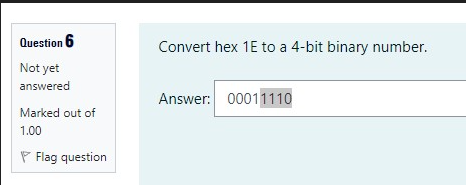 Question 6
Not yet
answered
Marked out of
1.00
Flag question
Convert hex 1E to a 4-bit binary number.
Answer: 00011110